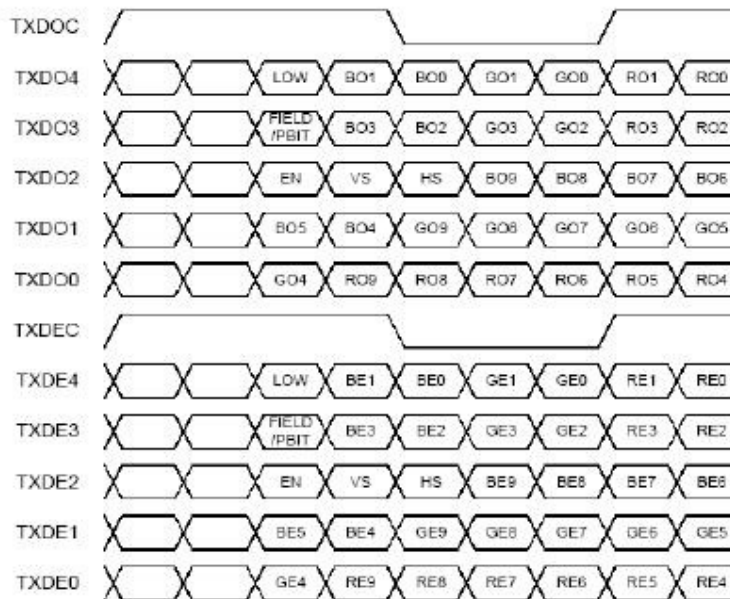 TXDOC
TXDO4 LOW BO1 BO0 GO1 GO0 RO1 RO0
TXDO3 FIELD /PBIT BO3 BO2 GO3 GO2 RO3 RO2
TXDO2 EN VS HS BO9 BO8 BO7 BO6
TXDO1 BO5 BO4 GO9 GO8 GO7 GO6 GO5
TXDO0 GO4 RO9 RO8 RO7 RO6 RO5 RO4
TXDEC
TXDE4 LOW BE1 BE0 GE1 GE0 RE1 RE0
TXDE3 FIELD /PBIT BE3 BE2 GE3 GE2 RE3 RE2
TXDE2 EN VS HS BE9 BE8 BE7 BE6
TXDE1 BE5 BE4 GE9 GE8 GE7 GE6 GE5
TXDE0 GE4 RE9 RE8 RE7 RE6 RE5 RE4